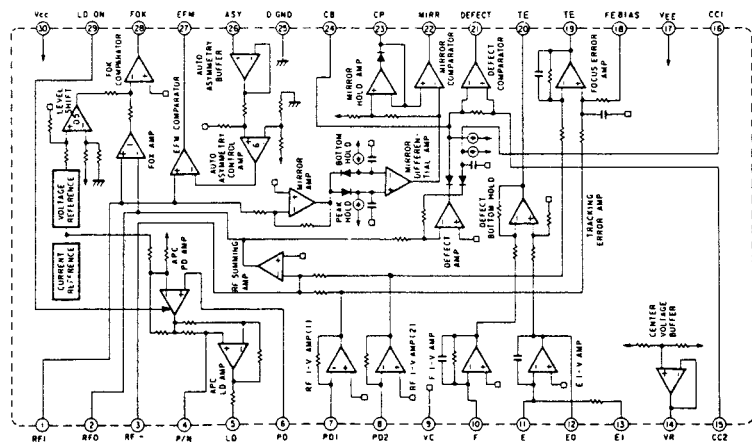 Vcc LD ON FOK EFM ASY D GND CB CP MIRR DEFECT TE TE FEBIAS VEE CC1
30 29 28 27 26 25 24 23 22 21 20 19 18 17 16
FOK COMPARATOR
LEVEL SHIFT
FOX AMP
EFM COMPARATOR
AUTO ASYMMETRY BUFFER
AUTO ASYMMETRY CONTROL AMP
MIRROR AMP
BOTTOM HOLD
PEAK HOLD
MIRROR HOLD AMP
MIRROR COMPARATOR
MIRROR DIFFERENTIAL AMP
DEFECT COMPARATOR
DEFECT AMP
DEFECT BOTTOM HOLD
FOCUS ERROR AMP
TRACKING ERROR AMP
VOLTAGE REFERENCE
CURRENT REFERENCE
APC PD AMP
APC LD AMP
RF SUMMING AMP
RF I-V AMP(1)
RF I-V AMP(2)
F I-V AMP
E I-V AMP
CENTER VOLTAGE BUFFER
1 2 3 4 5 6 7 8 9 10 11 12 13 14 15
RF1 RFO RF- P/N LD PD PD1 PD2 VC F E EO EI VR CC2